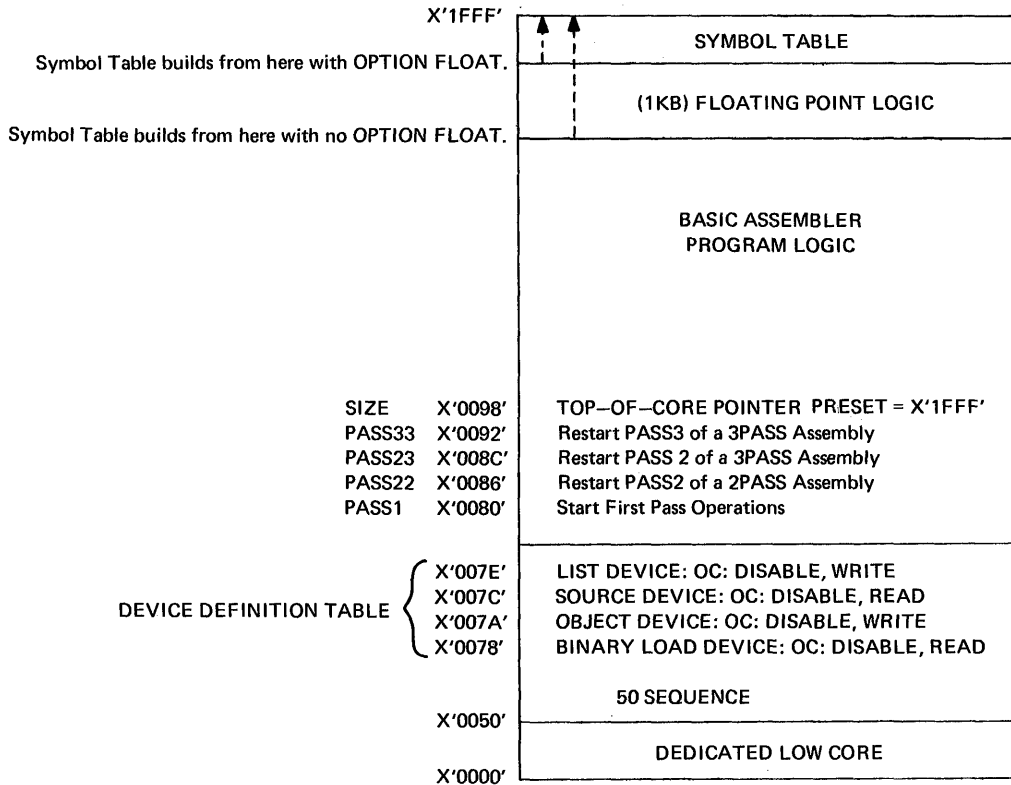 X'1FFF'
SYMBOL TABLE
Symbol Table builds from here with OPTION FLOAT.
(1KB) FLOATING POINT LOGIC
Symbol Table builds from here with no OPTION FLOAT.
BASIC ASSEMBLER
PROGRAM LOGIC
SIZE X'0098' TOP-OF-CORE POINTER PRESET = X'1FFF'
PASS33 X'0092' Restart PASS3 of a 3PASS Assembly
PASS23 X'008C' Restart PASS 2 of a 3PASS Assembly
PASS22 X'0086' Restart PASS2 of a 2PASS Assembly
PASS1 X'0080' Start First Pass Operations
X'007E' LIST DEVICE: OC: DISABLE, WRITE
X'007C' SOURCE DEVICE: OC: DISABLE, READ
DEVICE DEFINITION TABLE
X'007A' OBJECT DEVICE: OC: DISABLE, WRITE
X'0078' BINARY LOAD DEVICE: OC: DISABLE, READ
50 SEQUENCE
X'0050'
DEDICATED LOW CORE
X'0000'